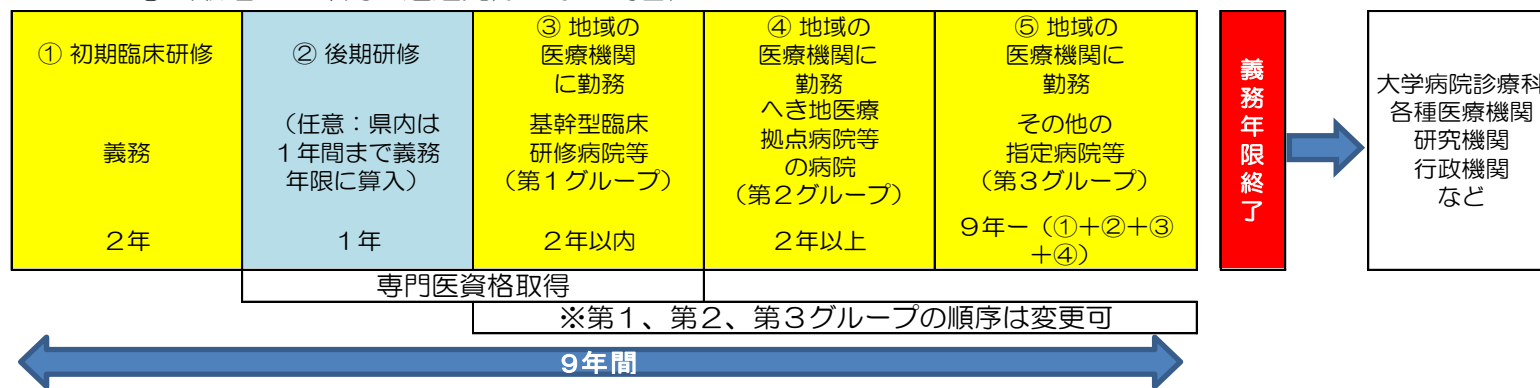 ① 初期臨床研修
義務
２年
② 後期研修
（任意：県内は
１年間まで義務
年限に算入）
１年
③ 地域の
医療機関
に勤務
基幹型臨床
研修病院等
（第１グループ）
２年以内
④ 地域の
医療機関に
勤務
へき地医療
拠点病院等
の病院
（第２グループ）
２年以上
⑤ 地域の
医療機関に
勤務
その他の
指定病院等
（第３グループ）
９年ー（①＋②＋③
＋④）
義務年限終了
大学病院診療科
各種医療機関
研究機関
行政機関
など
専門医資格取得
※第１、第２、第３グループの順序は変更可
９年間